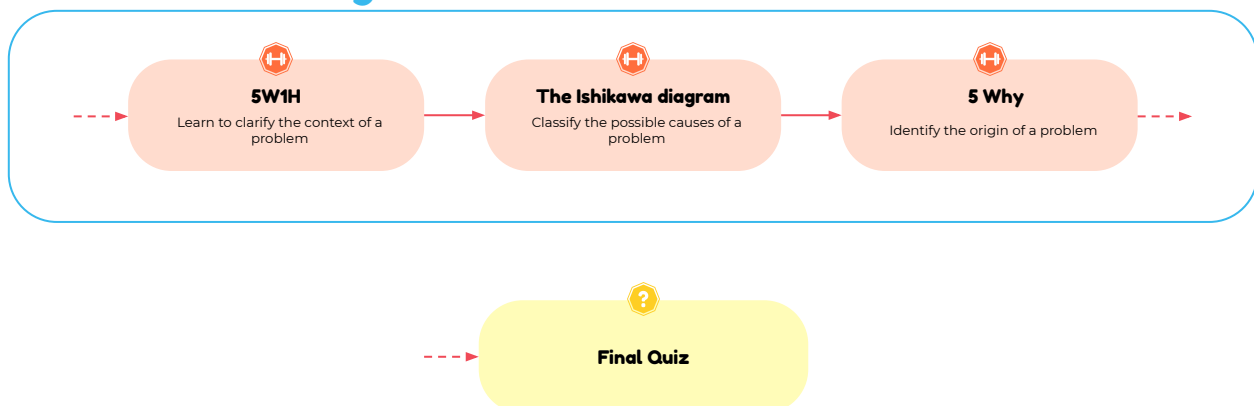 5W1H
Learn to clarify the context of a
problem
The Ishikawa diagram
Classify the possible causes of a
problem
5 Why
Identify the origin of a problem
?
Final Quiz